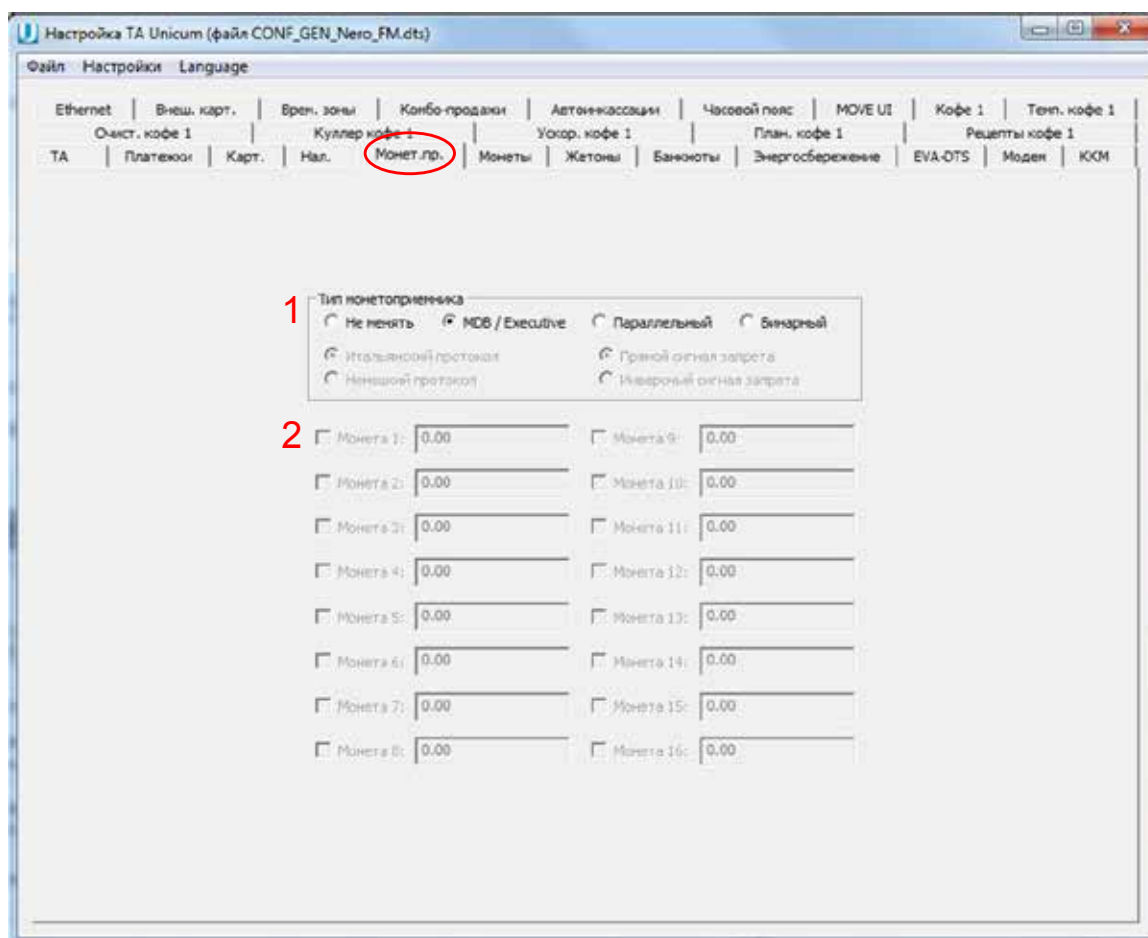 Настройка TA Unicum (файл CONF_GEN_Nero_FM.dts)
Файл Настройки Language
Ethernet Внеш. карт. Врем. зоны Комбо-продажи Автоинкассации Часовой пояс MOVE UI Кофе 1 Темп. кофе 1
Очист. кофе 1 Куллер кофе 1 Ускор. кофе 1 План. кофе 1 Рецепты кофе 1
ТА Платежки Карт. Нал. Монет.пр. Монеты Жетоны Банкноты Энергосбережение EVA-DTS Модем ККМ
1 Тип монетоприемника
Не менять MDB / Executive Параллельный Бинарный
Итальянский протокол Прямой сигнал запрета
Немецкий протокол Инверсный сигнал запрета
2 Монета 1: 0.00 Монета 9: 0.00
Монета 2: 0.00 Монета 10: 0.00
Монета 3: 0.00 Монета 11: 0.00
Монета 4: 0.00 Монета 12: 0.00
Монета 5: 0.00 Монета 13: 0.00
Монета 6: 0.00 Монета 14: 0.00
Монета 7: 0.00 Монета 15: 0.00
Монета 8: 0.00 Монета 16: 0.00